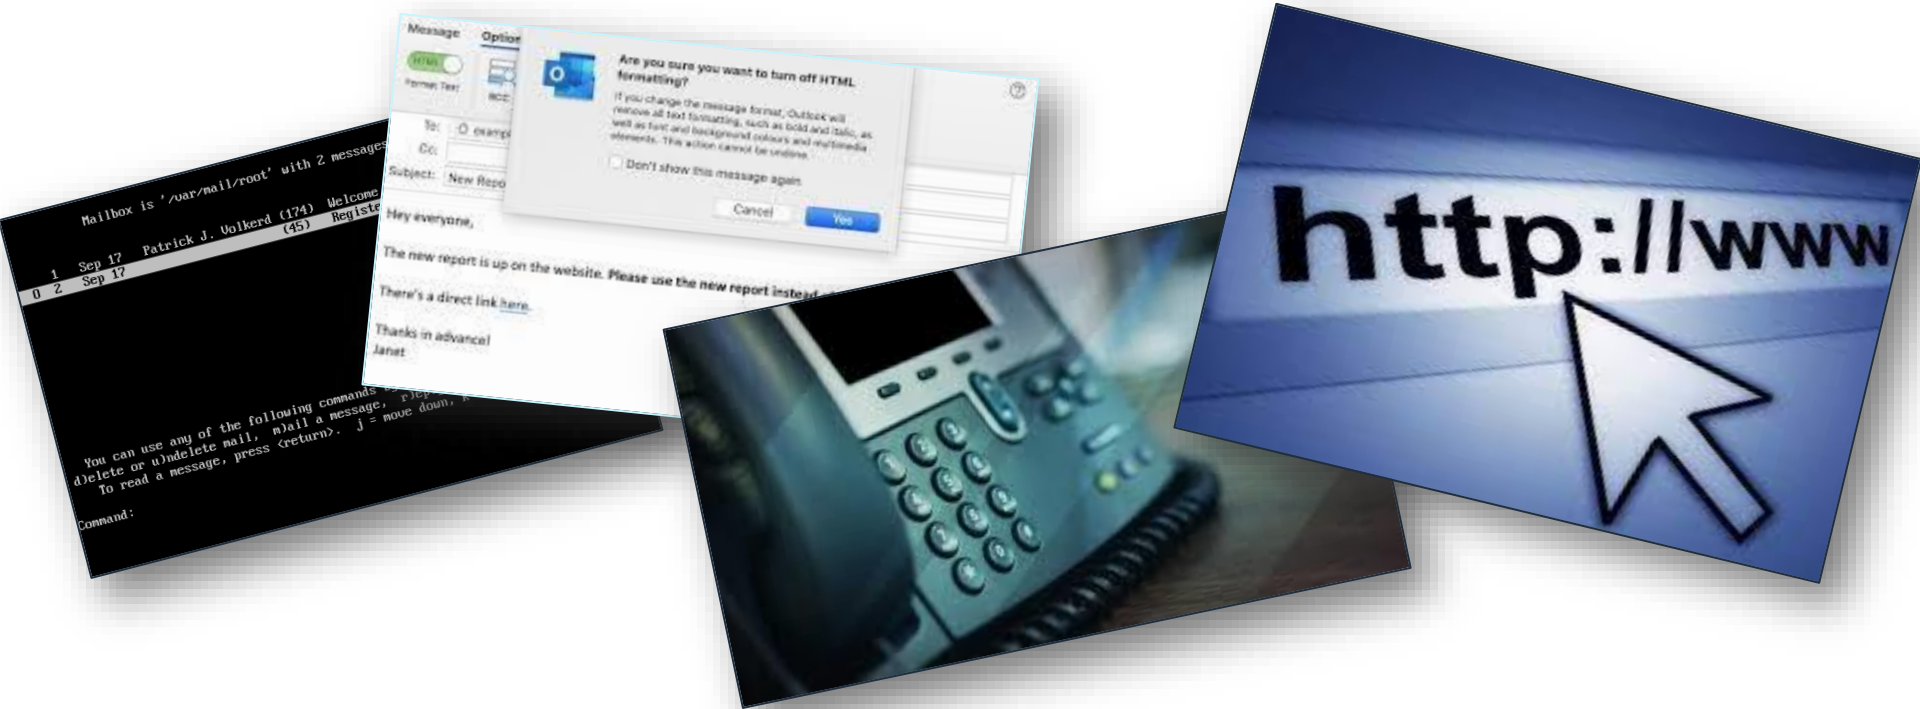 Mailbox is '/var/mail/root' with 2 messages
1 Sep 17 Patrick J. Volkerd (174) Welcome
O 2 Sep 17 (45) Registe
You can use any of the following commands
d)elete or u)ndelete mail, m)ail a message, r)ep
To read a message, press <return>. j = move down,
Command:
Message Option
HTML
Format Text
BCC
To: exampl
Cc:
Subject: New Repo
Are you sure you want to turn off HTML
formatting?
If you change the message format, Outlook will
remove all text formatting, such as bold and italic, as
well as font and background colours and multimedia
elements. This action cannot be undone.
Don't show this message again
Cancel Yes
Hey everyone,
The new report is up on the website. Please use the new report instead
There's a direct link here.
Thanks in advance!
Janet
http://www